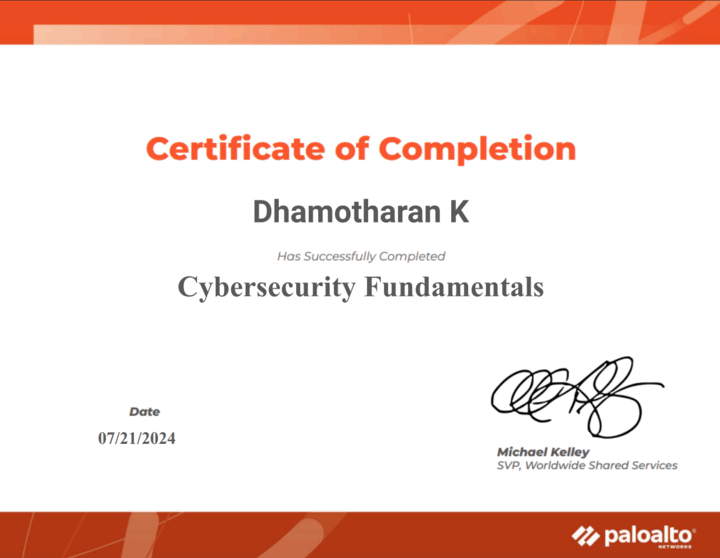 Certificate of Completion
Dhamotharan K
Has Successfully Completed
Cybersecurity Fundamentals
Date
07/21/2024
Michael Kelley
SVP, Worldwide Shared Services
paloalto
NETWORKS